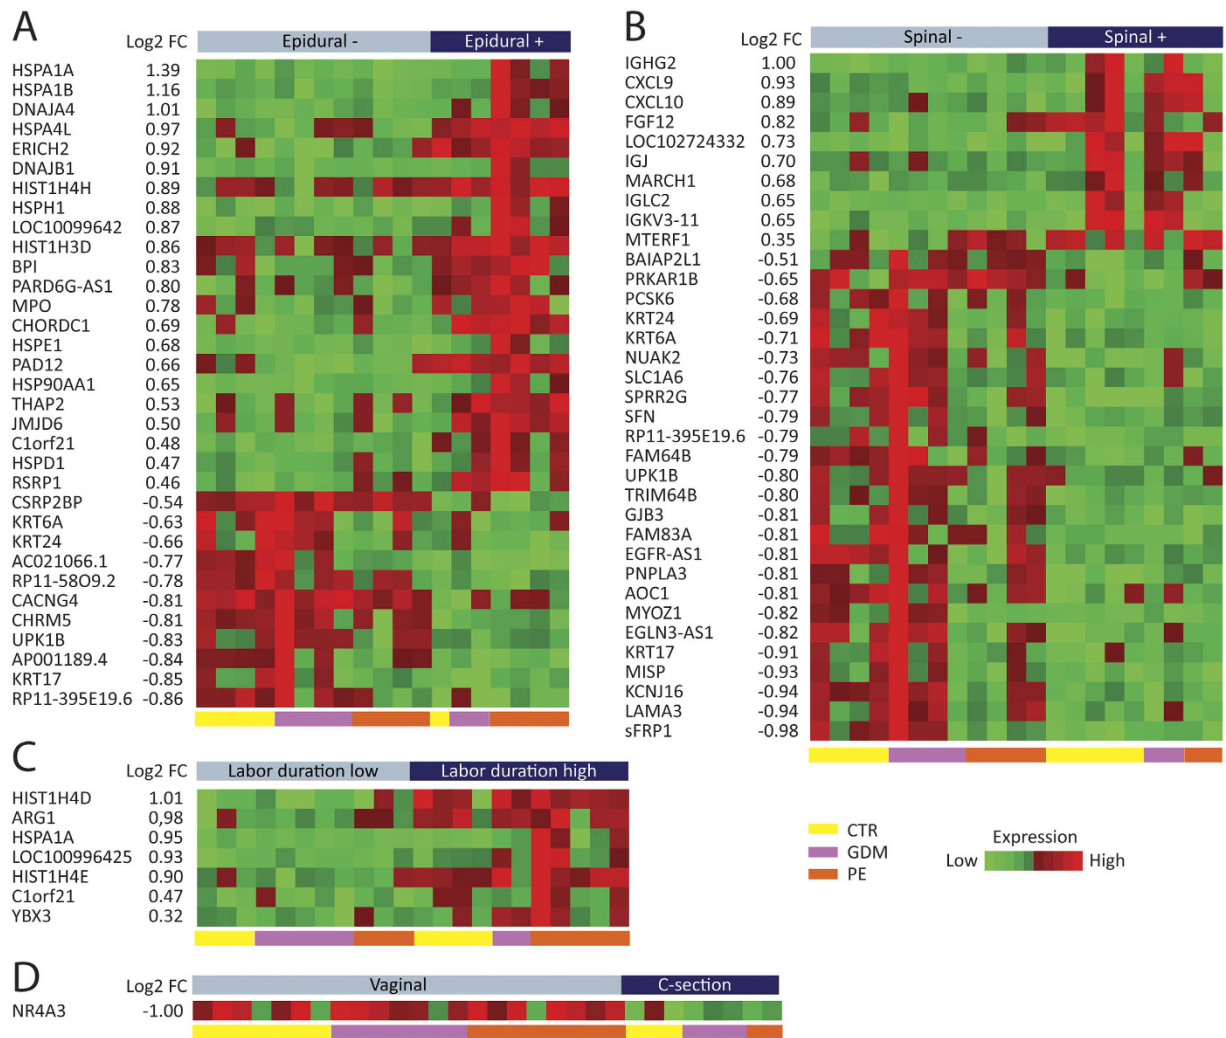 A
Log2 FC Epidural - Epidural +
HSPA1A 1.39
HSPA1B 1.16
DNAJA4 1.01
HSPA4L 0.97
ERICH2 0.92
DNAJB1 0.91
HIST1H4H 0.89
HSPH1 0.88
LOC10099642 0.87
HIST1H3D 0.86
BPI 0.83
PARD6G-AS1 0.80
MPO 0.78
CHORDC1 0.69
HSPE1 0.68
PAD12 0.66
HSP90AA1 0.65
THAP2 0.53
JMJD6 0.50
C1orf21 0.48
HSPD1 0.47
RSRP1 0.46
CSRP2BP -0.54
KRT6A -0.63
KRT24 -0.66
AC021066.1 -0.77
RP11-58O9.2 -0.78
CACNG4 -0.81
CHRM5 -0.81
UPK1B -0.83
AP001189.4 -0.84
KRT17 -0.85
RP11-395E19.6 -0.86
B
Log2 FC Spinal - Spinal +
IGHG2 1.00
CXCL9 0.93
CXCL10 0.89
FGF12 0.82
LOC102724332 0.73
IGJ 0.70
MARCH1 0.68
IGLC2 0.65
IGKV3-11 0.65
MTERF1 0.35
BAIAP2L1 -0.51
PRKAR1B -0.65
PCSK6 -0.68
KRT24 -0.69
KRT6A -0.71
NUAK2 -0.73
SLC1A6 -0.76
SPRR2G -0.77
SFN -0.79
RP11-395E19.6 -0.79
FAM64B -0.79
UPK1B -0.80
TRIM64B -0.80
GJB3 -0.81
FAM83A -0.81
EGFR-AS1 -0.81
PNPLA3 -0.81
AOC1 -0.81
MYOZ1 -0.82
EGLN3-AS1 -0.82
KRT17 -0.91
MISP -0.93
KCNJ16 -0.94
LAMA3 -0.94
sFRP1 -0.98
C
Log2 FC Labor duration low Labor duration high
HIST1H4D 1.01
ARG1 0,98
HSPA1A 0.95
LOC100996425 0.93
HIST1H4E 0.90
C1orf21 0.47
YBX3 0.32
CTR
GDM
PE
Expression
Low High
D
Log2 FC Vaginal C-section
NR4A3 -1.00